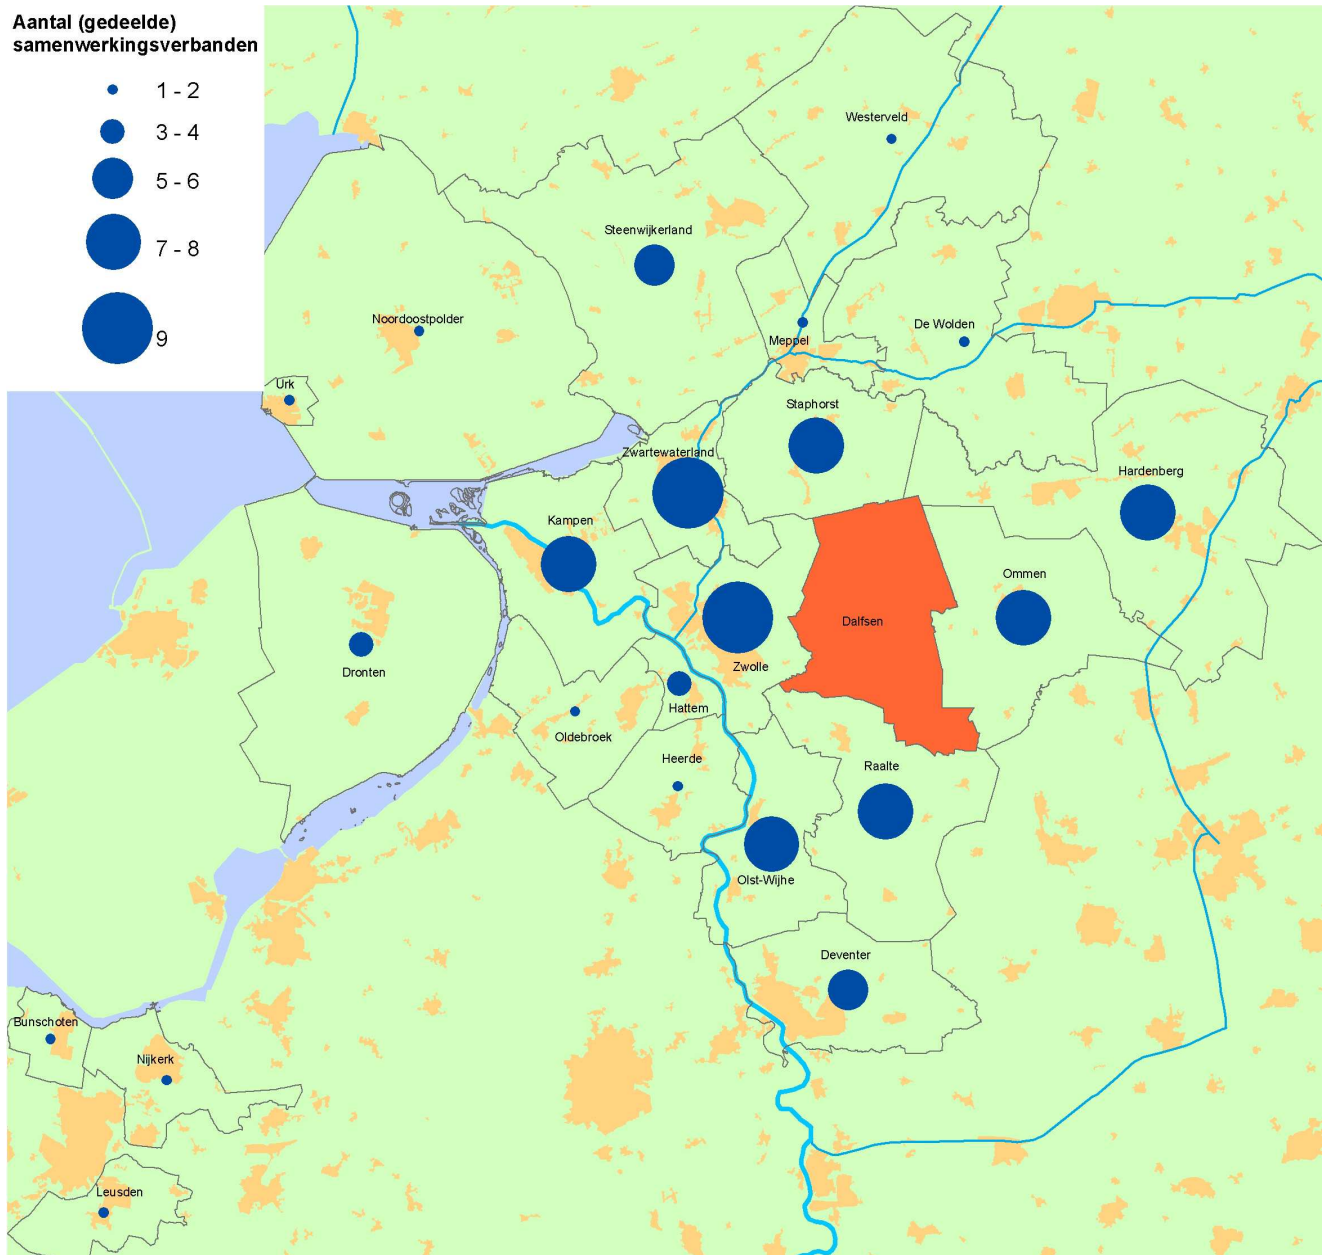 Aantal (gedeelde)
samenwerkingsverbanden
1 - 2
3 - 4
5 - 6
7 - 8
9
Westerveld
Steenwijkerland
Noordoostpolder
De Wolden
Meppel
Urk
Staphorst
Zwartewaterland
Hardenberg
Kampen
Ommen
Dalfsen
Zwolle
Dronten
Hattem
Oldebroek
Heerde
Raalte
Olst-Wijhe
Deventer
Bunschoten
Nijkerk
Leusden